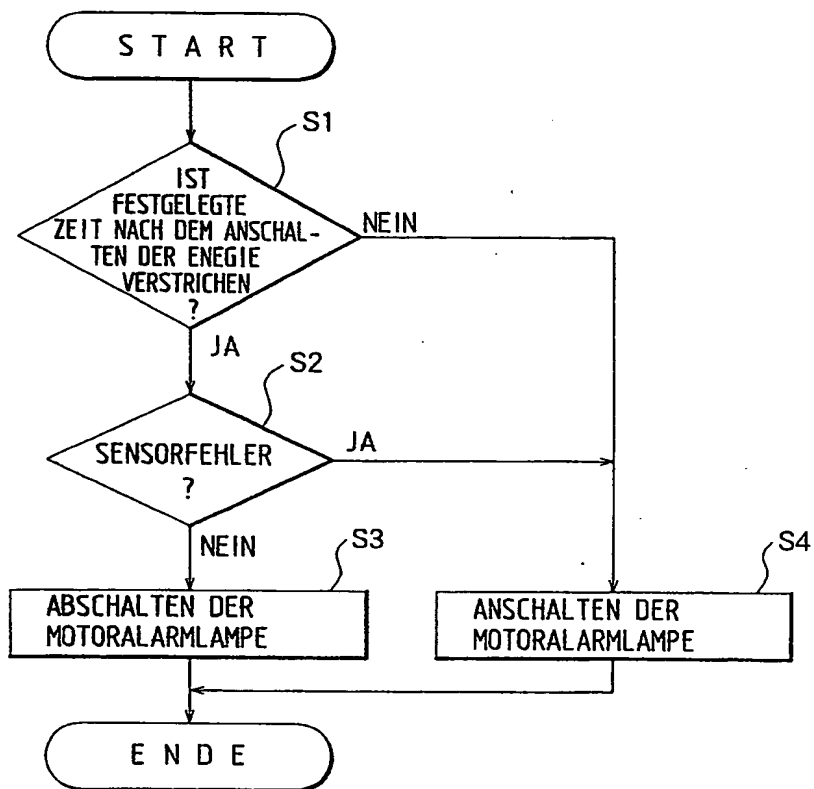 START
S1
IST
FESTGELEGTE
ZEIT NACH DEM ANSCHAL-
TEN DER ENEGIE
VERSTRICHEN
?
NEIN
JA
S2
SENSORFEHLER
?
JA
NEIN
S3
ABSCHALTEN DER
MOTORALARMLAMPE
S4
ANSCHALTEN DER
MOTORALARMLAMPE
ENDE